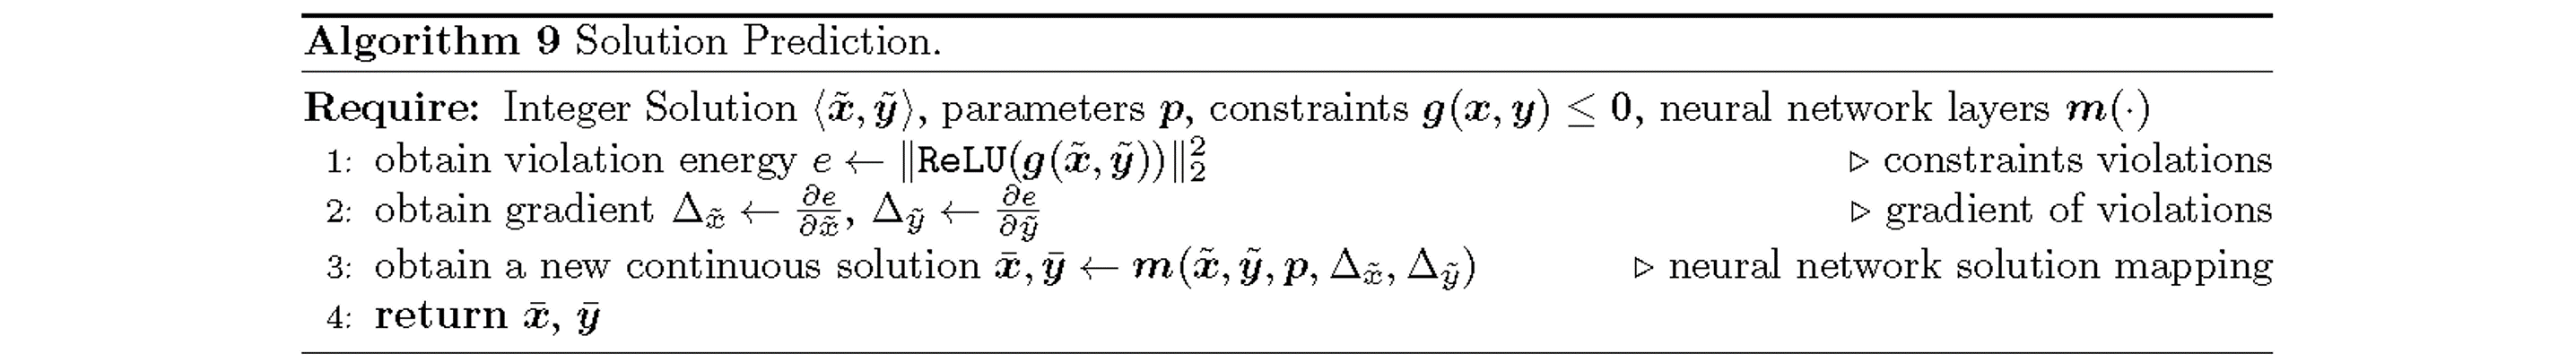 Algorithm 9 Solution Prediction.
Require: Integer Solution ⟨x̃, ỹ⟩, parameters p, constraints g(x, y) ≤ 0, neural network layers m(·)
1: obtain violation energy e ← ‖ReLU(g(x̃, ỹ))‖₂² ▷ constraints violations
2: obtain gradient Δ_x̃ ← ∂e/∂x̃, Δ_ỹ ← ∂e/∂ỹ ▷ gradient of violations
3: obtain a new continuous solution x̄, ȳ ← m(x̃, ỹ, p, Δ_x̃, Δ_ỹ) ▷ neural network solution mapping
4: return x̄, ȳ